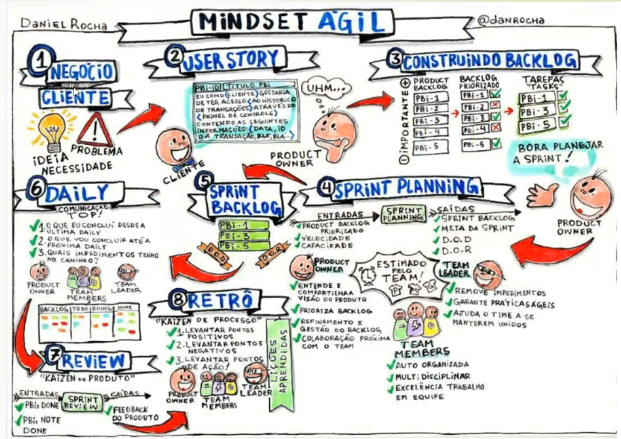 DANIEL ROCHA
MINDSET ÁGIL
@DANROCHA
1 NEGÓCIO
CLIENTE
IDEIA
PROBLEMA
NECESSIDADE
2 USER STORY
PBI-ID TÍTULO PBI
EU COMO {CLIENTE} GOSTARIA
DE TER ACESSO {AO HISTÓRICO
DE TRANSAÇÕES} ATRAVÉS DO
{PAINEL DE CONTROLE}
CONTENDO AS SEGUINTES
INFORMAÇÕES: {DATA, ID
DA TRANSAÇÃO, BLA, BLA}
UHM...
CLIENTE
PRODUCT
OWNER
3 CONSTRUINDO BACKLOG
PRODUCT
BACKLOG
PBI-1
PBI-2
PBI-3
PBI-4
PBI-5
IMPORTANTE
BACKLOG
PRIORIZADO
PBI-1
PBI-2
PBI-3
PBI-4
PBI-5
TAREFAS
"TASKS"
PBI-1
PBI-3
PBI-5
BORA PLANEJAR
A SPRINT!
PRODUCT
OWNER
4 SPRINT PLANNING
ENTRADAS
PRODUCT BACKLOG
PRIORIZADO
VELOCIDADE
CAPACIDADE
SPRINT
PLANNING
SAÍDAS
SPRINT BACKLOG
META DA SPRINT
D.O.D
D.O.R
PRODUCT
OWNER
ENTENDE E
COMPARTILHA A
VISÃO DO PRODUTO
PRIORIZA BACKLOG
REFINAMENTO E
GESTÃO DO BACKLOG
COLABORAÇÃO PRÓXIMA
COM O TEAM
ESTIMADO
PELO
TEAM!
TEAM
MEMBERS
AUTO ORGANIZADA
MULTI DISCIPLINAR
EXCELÊNCIA TRABALHO
EM EQUIPE
TEAM
LEADER
REMOVE IMPEDIMENTOS
GARANTE PRÁTICAS ÁGEIS
AJUDA O TIME A SE
MANTEREM UNIDOS
5 SPRINT
BACKLOG
PBI-1
PBI-3
PBI-5
6 DAILY
COMUNICAÇÃO
TOP!
1. O QUE EU CONCLUÍ DESDE A
ÚLTIMA DAILY
2. O QUE VOU CONCLUIR ATÉ A
PRÓXIMA DAILY
3. QUAIS IMPEDIMENTOS TENHO
NO CAMINHO?
PRODUCT
OWNER
TEAM
MEMBERS
TEAM
LEADER
BACKLOG TODO DOING DONE
7 REVIEW
"KAIZEN DE PRODUTO"
ENTRADAS
PBIs DONE
PBIs NOTE
DONE
SPRINT
REVIEW
SAÍDAS
FEEDBACK
DO PRODUTO
8 RETRÔ
"KAIZEN DE PROCESSO"
1. LEVANTAR PONTOS
POSITIVOS
2. LEVANTAR PONTOS
NEGATIVOS
3. LEVANTAR PONTOS
DE AÇÃO!
PRODUCT
OWNER
TEAM
MEMBERS
TEAM
LEADER
LIÇÕES
APRENDIDAS